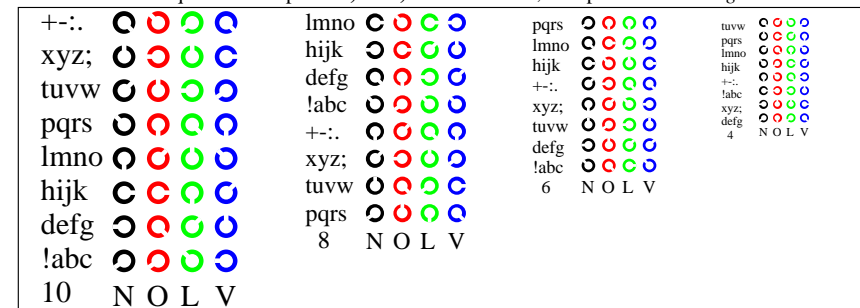 +-:.
xyz;
tuvw
pqrs
lmno
hijk
defg
!abc
10 N O L V
lmno
hijk
defg
!abc
+-:.
xyz;
tuvw
pqrs
8 N O L V
pqrs
lmno
hijk
+-:.
xyz;
tuvw
defg
!abc
6 N O L V
tuvw
pqrs
lmno
hijk
+-:.
!abc
xyz;
defg
4 N O L V